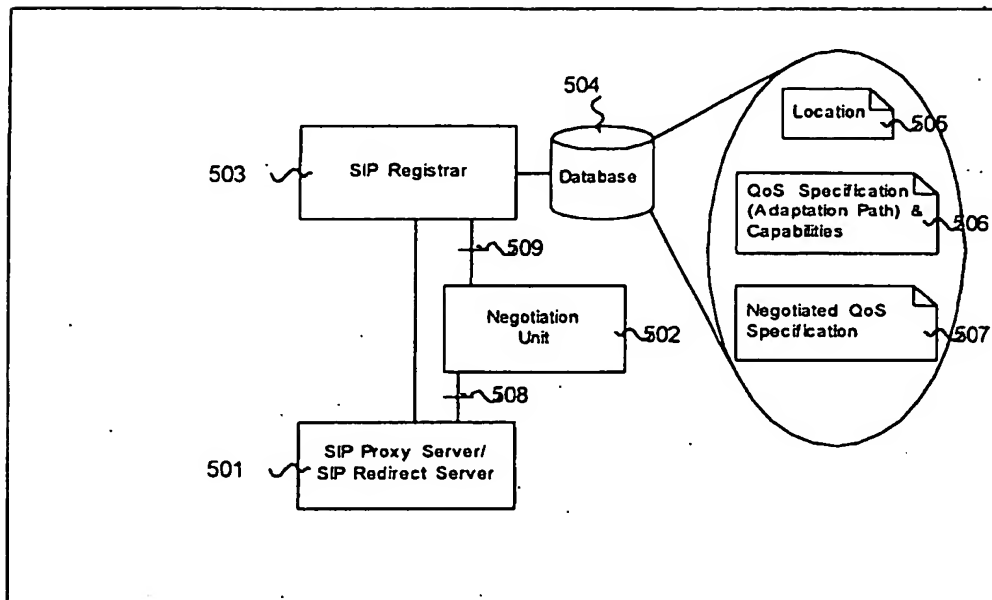 504
Location
505
503
SIP Registrar
Database
QoS Specification
(Adaptation Path) &
Capabilities
506
509
Negotiation
Unit
502
Negotiated QoS
Specification
507
508
501
SIP Proxy Server/
SIP Redirect Server